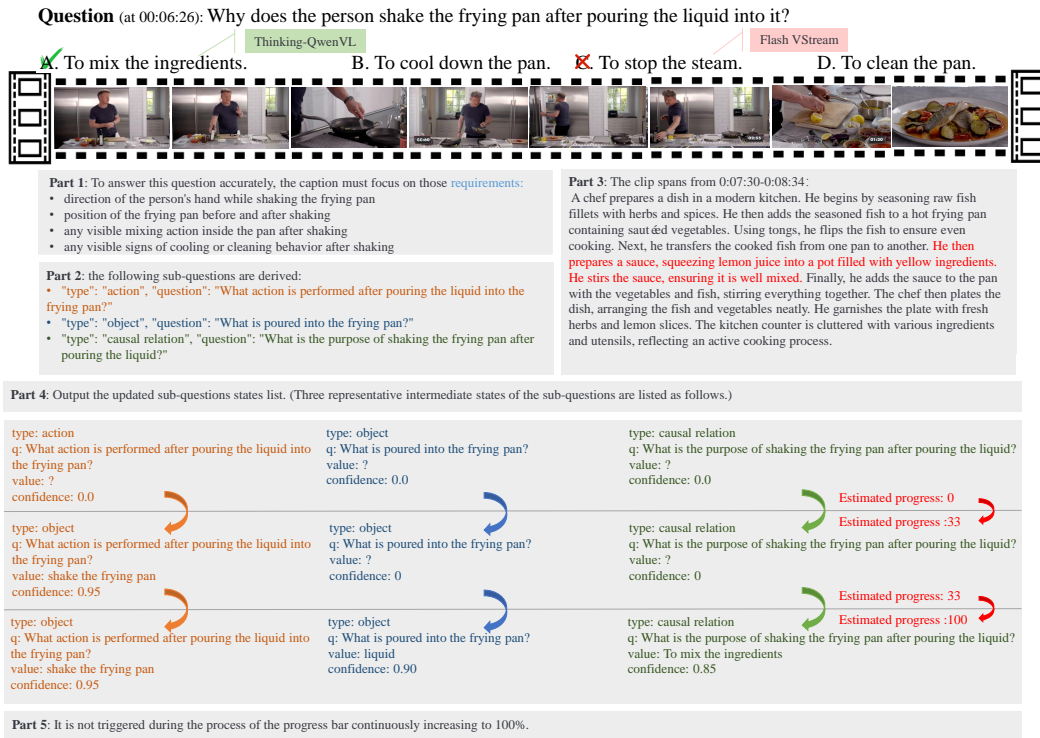 Question (at 00:06:26): Why does the person shake the frying pan after pouring the liquid into it?
Thinking-QwenVL
Flash VStream
A. To mix the ingredients.
B. To cool down the pan.
C. To stop the steam.
D. To clean the pan.
Part 1: To answer this question accurately, the caption must focus on those requirements:
• direction of the person's hand while shaking the frying pan
• position of the frying pan before and after shaking
• any visible mixing action inside the pan after shaking
• any visible signs of cooling or cleaning behavior after shaking
Part 2: the following sub-questions are derived:
• "type": "action", "question": "What action is performed after pouring the liquid into the
frying pan?"
• "type": "object", "question": "What is poured into the frying pan?"
• "type": "causal relation", "question": "What is the purpose of shaking the frying pan after
pouring the liquid?"
Part 3: The clip spans from 0:07:30-0:08:34:
A chef prepares a dish in a modern kitchen. He begins by seasoning raw fish
fillets with herbs and spices. He then adds the seasoned fish to a hot frying pan
containing sautéed vegetables. Using tongs, he flips the fish to ensure even
cooking. Next, he transfers the cooked fish from one pan to another. He then
prepares a sauce, squeezing lemon juice into a pot filled with yellow ingredients.
He stirs the sauce, ensuring it is well mixed. Finally, he adds the sauce to the pan
with the vegetables and fish, stirring everything together. The chef then plates the
dish, arranging the fish and vegetables neatly. He garnishes the plate with fresh
herbs and lemon slices. The kitchen counter is cluttered with various ingredients
and utensils, reflecting an active cooking process.
Part 4: Output the updated sub-questions states list. (Three representative intermediate states of the sub-questions are listed as follows.)
type: action
q: What action is performed after pouring the liquid into
the frying pan?
value: ?
confidence: 0.0
type: object
q: What is poured into the frying pan?
value: ?
confidence: 0.0
type: causal relation
q: What is the purpose of shaking the frying pan after pouring the liquid?
value: ?
confidence: 0.0
Estimated progress: 0
Estimated progress :33
type: object
q: What action is performed after pouring the liquid into
the frying pan?
value: shake the frying pan
confidence: 0.95
type: object
q: What is poured into the frying pan?
value: ?
confidence: 0
type: causal relation
q: What is the purpose of shaking the frying pan after pouring the liquid?
value: ?
confidence: 0
Estimated progress: 33
Estimated progress :100
type: object
q: What action is performed after pouring the liquid into
the frying pan?
value: shake the frying pan
confidence: 0.95
type: object
q: What is poured into the frying pan?
value: liquid
confidence: 0.90
type: causal relation
q: What is the purpose of shaking the frying pan after pouring the liquid?
value: To mix the ingredients
confidence: 0.85
Part 5: It is not triggered during the process of the progress bar continuously increasing to 100%.